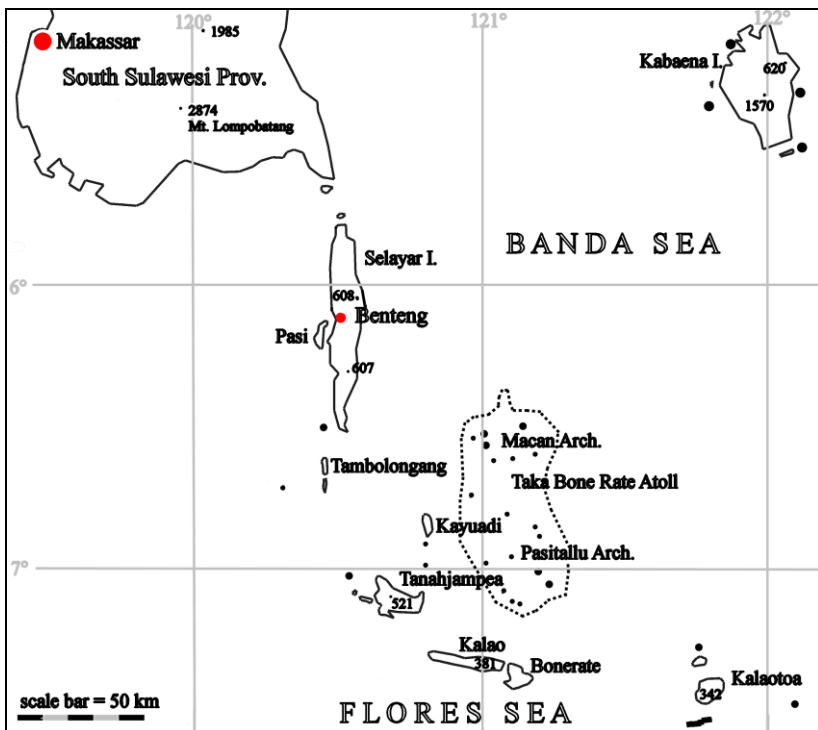 120° 121° 122°
1985
Makassar
Kabaena I.
620
South Sulawesi Prov.
1570
2874
Mt. Lompobatang
BANDA SEA
Selayar I.
6°
608
Benteng
Pasi
607
Macan Arch.
Tambolongang
Taka Bone Rate Atoll
Kayuadi
Pasitallu Arch.
7°
Tanahjampea
521
Kalao
381
Bonerate
Kalaotoa
342
scale bar = 50 km
FLORES SEA